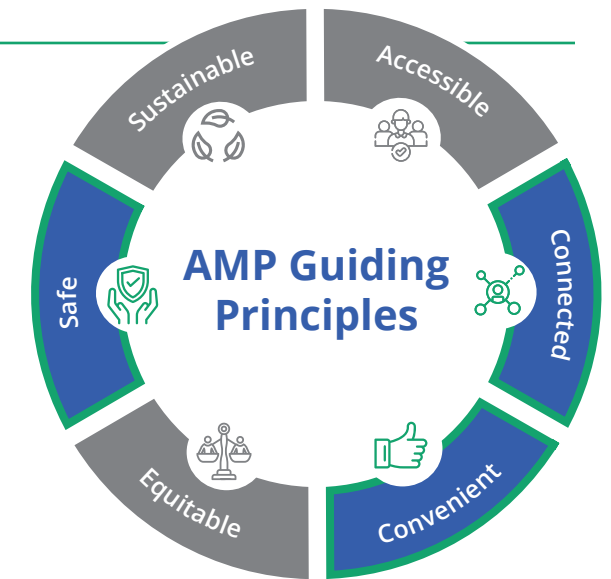 Sustainable
Accessible
Safe
AMP Guiding
Principles
Connected
Equitable
Convenient